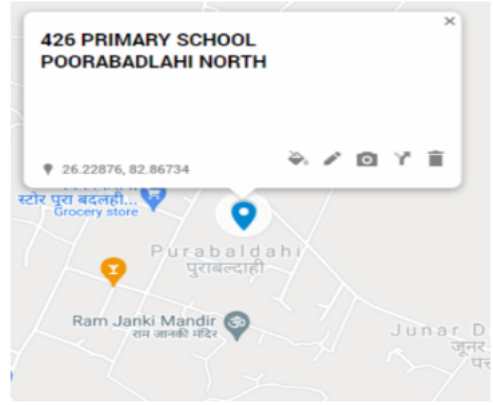 426 PRIMARY SCHOOL
POORABADLAHI NORTH
26.22876, 82.86734
स्टोर पुरा बदलही...
Grocery store
Purabaldahi
पुराबल्दाही
Ram Janki Mandir
राम जानकी मंदिर
Junar D
जूनर
पत्त